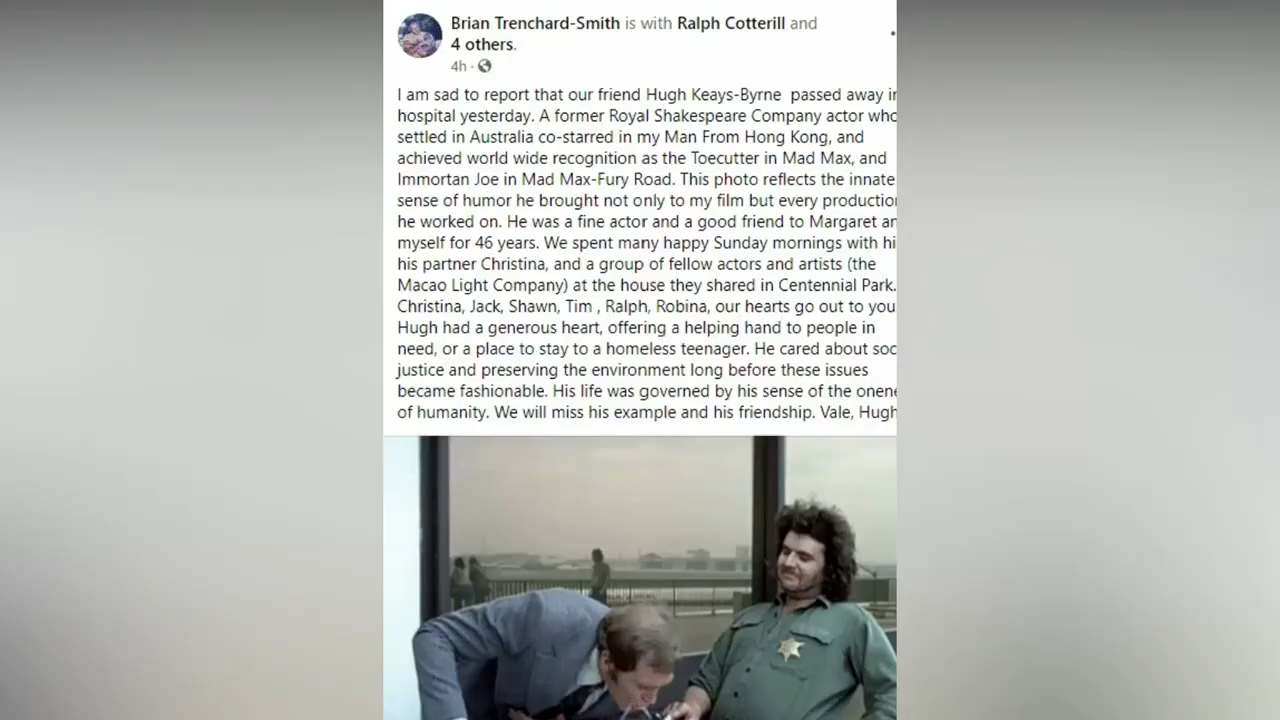 Brian Trenchard-Smith is with Ralph Cotterill and
4 others.
4h ·
I am sad to report that our friend Hugh Keays-Byrne passed away in
hospital yesterday. A former Royal Shakespeare Company actor who
settled in Australia co-starred in my Man From Hong Kong, and
achieved world wide recognition as the Toecutter in Mad Max, and
Immortan Joe in Mad Max-Fury Road. This photo reflects the innate
sense of humor he brought not only to my film but every productio
he worked on. He was a fine actor and a good friend to Margaret an
myself for 46 years. We spent many happy Sunday mornings with hi
his partner Christina, and a group of fellow actors and artists (the
Macao Light Company) at the house they shared in Centennial Park.
Christina, Jack, Shawn, Tim , Ralph, Robina, our hearts go out to you
Hugh had a generous heart, offering a helping hand to people in
need, or a place to stay to a homeless teenager. He cared about soc
justice and preserving the environment long before these issues
became fashionable. His life was governed by his sense of the onene
of humanity. We will miss his example and his friendship. Vale, Hugh